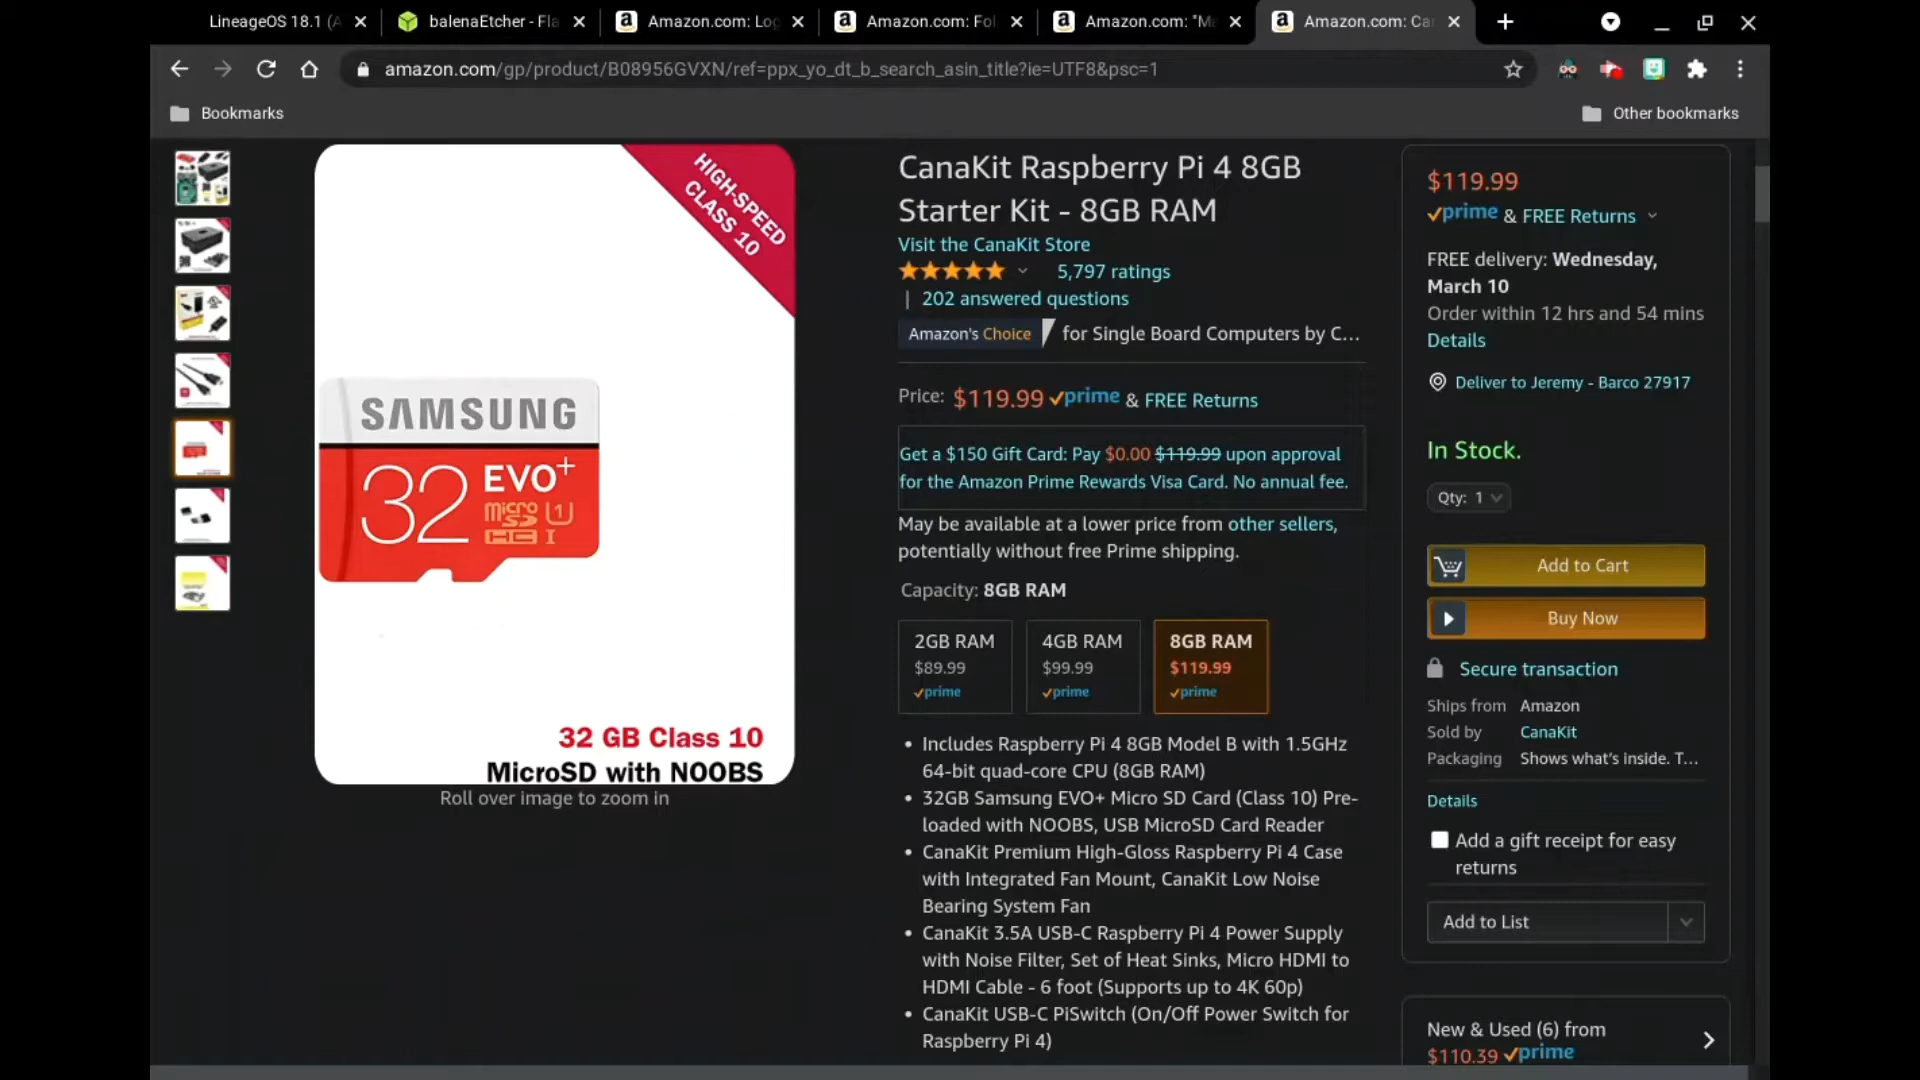 LineageOS 18.1 (A
balenaEtcher - Fla
Amazon.com: Log
Amazon.com: Fol
Amazon.com: "Ma
Amazon.com: Can
amazon.com/gp/product/B08956GVXN/ref=ppx_yo_dt_b_search_asin_title?ie=UTF8&psc=1
Bookmarks
Other bookmarks
HIGH-SPEED
CLASS 10
SAMSUNG
32 EVO+
micro SD HC I U1
32 GB Class 10
MicroSD with NOOBS
Roll over image to zoom in
CanaKit Raspberry Pi 4 8GB
Starter Kit - 8GB RAM
Visit the CanaKit Store
5,797 ratings
| 202 answered questions
Amazon's Choice for Single Board Computers by C...
Price: $119.99 prime & FREE Returns
Get a $150 Gift Card: Pay $0.00 $119.99 upon approval
for the Amazon Prime Rewards Visa Card. No annual fee.
May be available at a lower price from other sellers,
potentially without free Prime shipping.
Capacity: 8GB RAM
2GB RAM
$89.99
prime
4GB RAM
$99.99
prime
8GB RAM
$119.99
prime
• Includes Raspberry Pi 4 8GB Model B with 1.5GHz
64-bit quad-core CPU (8GB RAM)
• 32GB Samsung EVO+ Micro SD Card (Class 10) Pre-
loaded with NOOBS, USB MicroSD Card Reader
• CanaKit Premium High-Gloss Raspberry Pi 4 Case
with Integrated Fan Mount, CanaKit Low Noise
Bearing System Fan
• CanaKit 3.5A USB-C Raspberry Pi 4 Power Supply
with Noise Filter, Set of Heat Sinks, Micro HDMI to
HDMI Cable - 6 foot (Supports up to 4K 60p)
• CanaKit USB-C PiSwitch (On/Off Power Switch for
Raspberry Pi 4)
$119.99
prime & FREE Returns
FREE delivery: Wednesday,
March 10
Order within 12 hrs and 54 mins
Details
Deliver to Jeremy - Barco 27917
In Stock.
Qty: 1
Add to Cart
Buy Now
Secure transaction
Ships from Amazon
Sold by CanaKit
Packaging Shows what's inside. T...
Details
Add a gift receipt for easy
returns
Add to List
New & Used (6) from
$110.39 prime